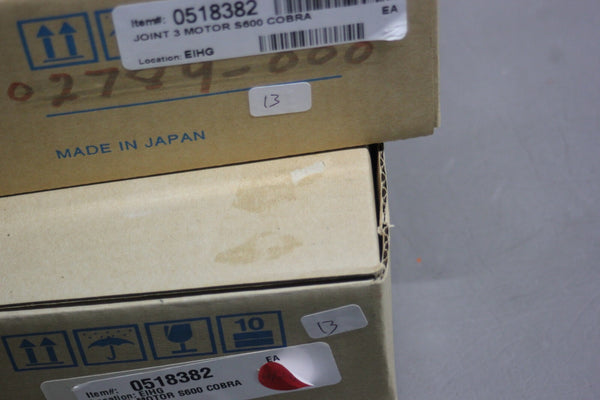 Item#: 0518382
JOINT 3 MOTOR S600 COBRA
EA
Location: EIHG
02789-000
13
MADE IN JAPAN
13
10
EA
Item#: 0518382
Location: EIHG
MOTOR S600 COBRA